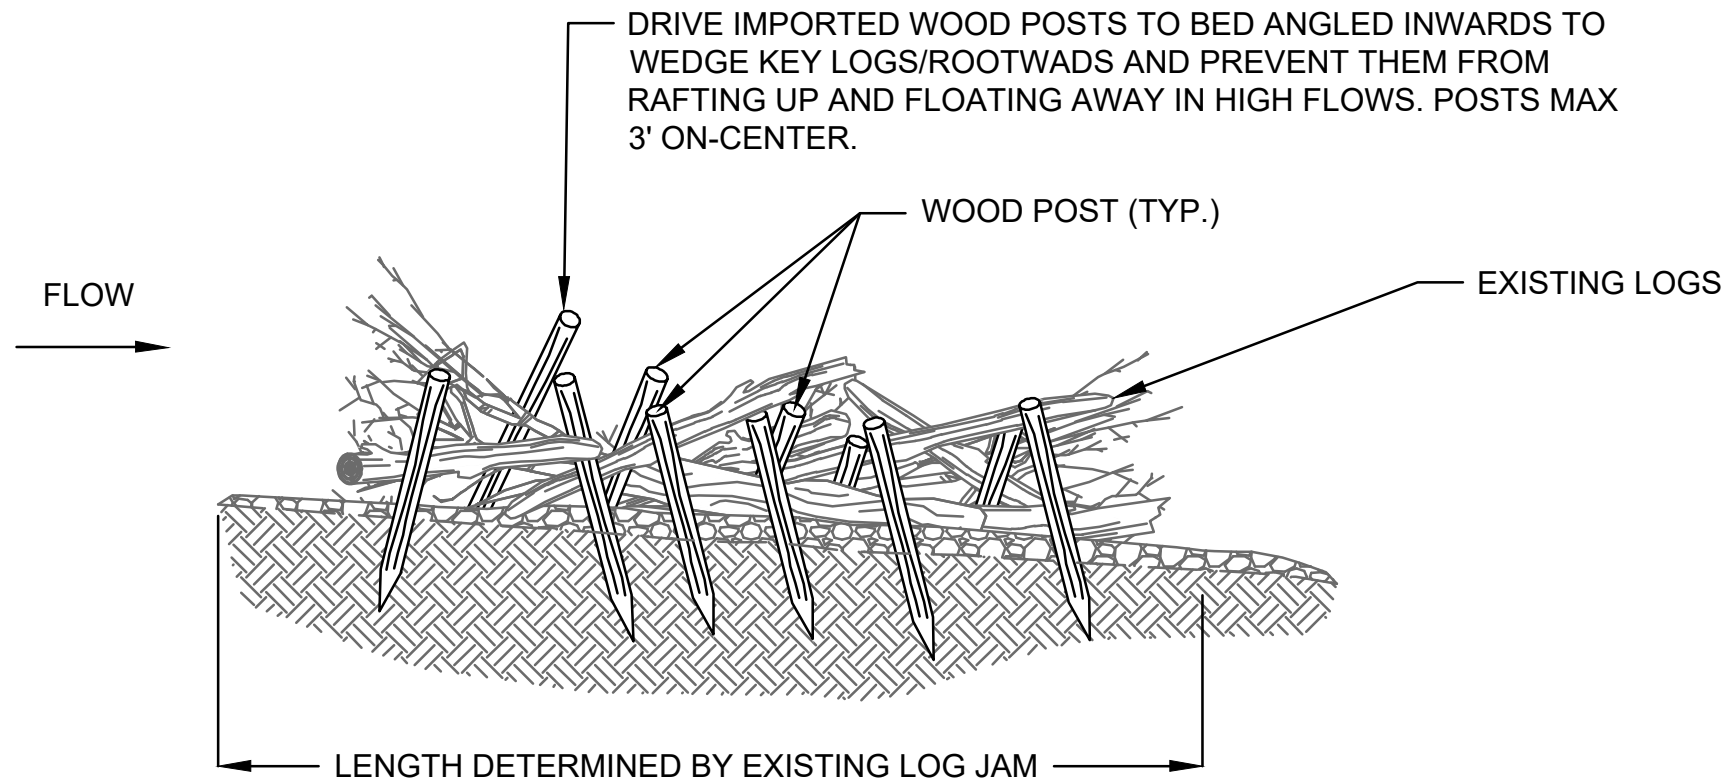 DRIVE IMPORTED WOOD POSTS TO BED ANGLED INWARDS TO
WEDGE KEY LOGS/ROOTWADS AND PREVENT THEM FROM
RAFTING UP AND FLOATING AWAY IN HIGH FLOWS. POSTS MAX
3' ON-CENTER.
WOOD POST (TYP.)
EXISTING LOGS
FLOW
LENGTH DETERMINED BY EXISTING LOG JAM